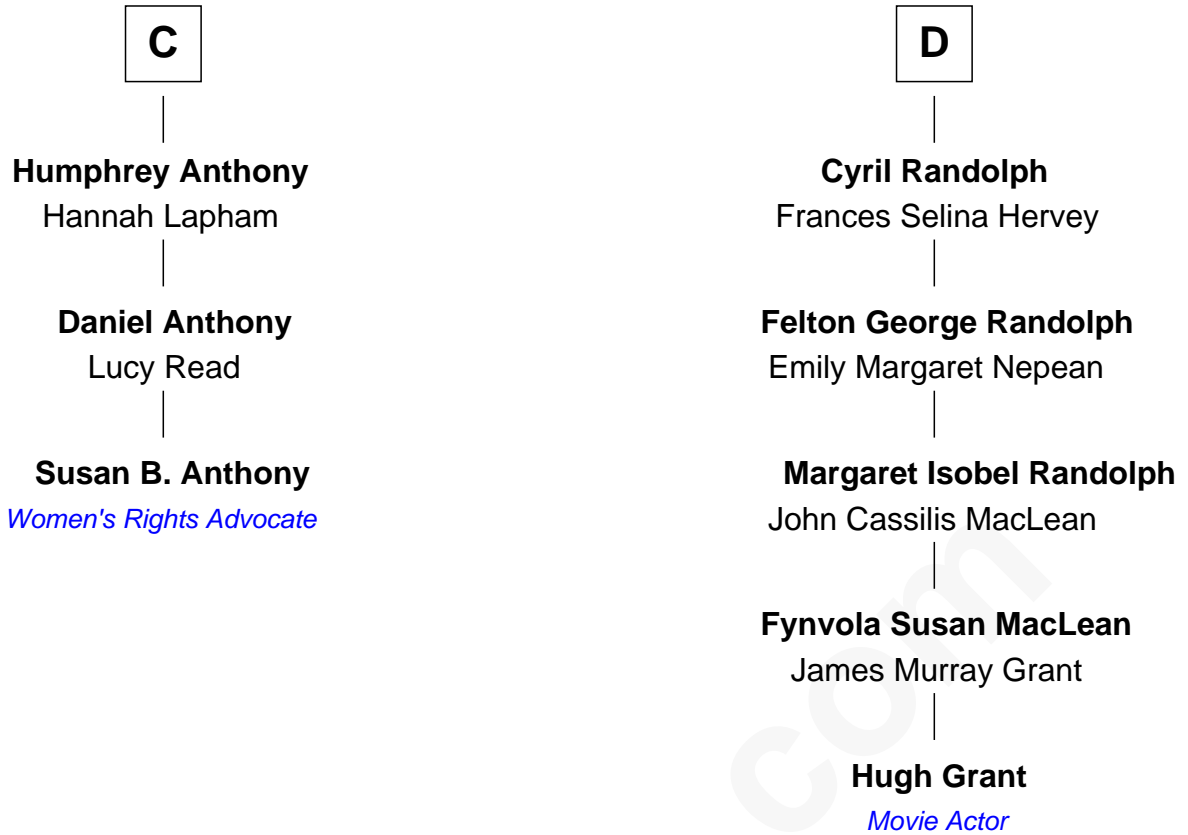 C
Humphrey Anthony
Hannah Lapham
Daniel Anthony
Lucy Read
Susan B. Anthony
Women's Rights Advocate
D
Cyril Randolph
Frances Selina Hervey
Felton George Randolph
Emily Margaret Nepean
Margaret Isobel Randolph
John Cassilis MacLean
Fynvola Susan MacLean
James Murray Grant
Hugh Grant
Movie Actor
com